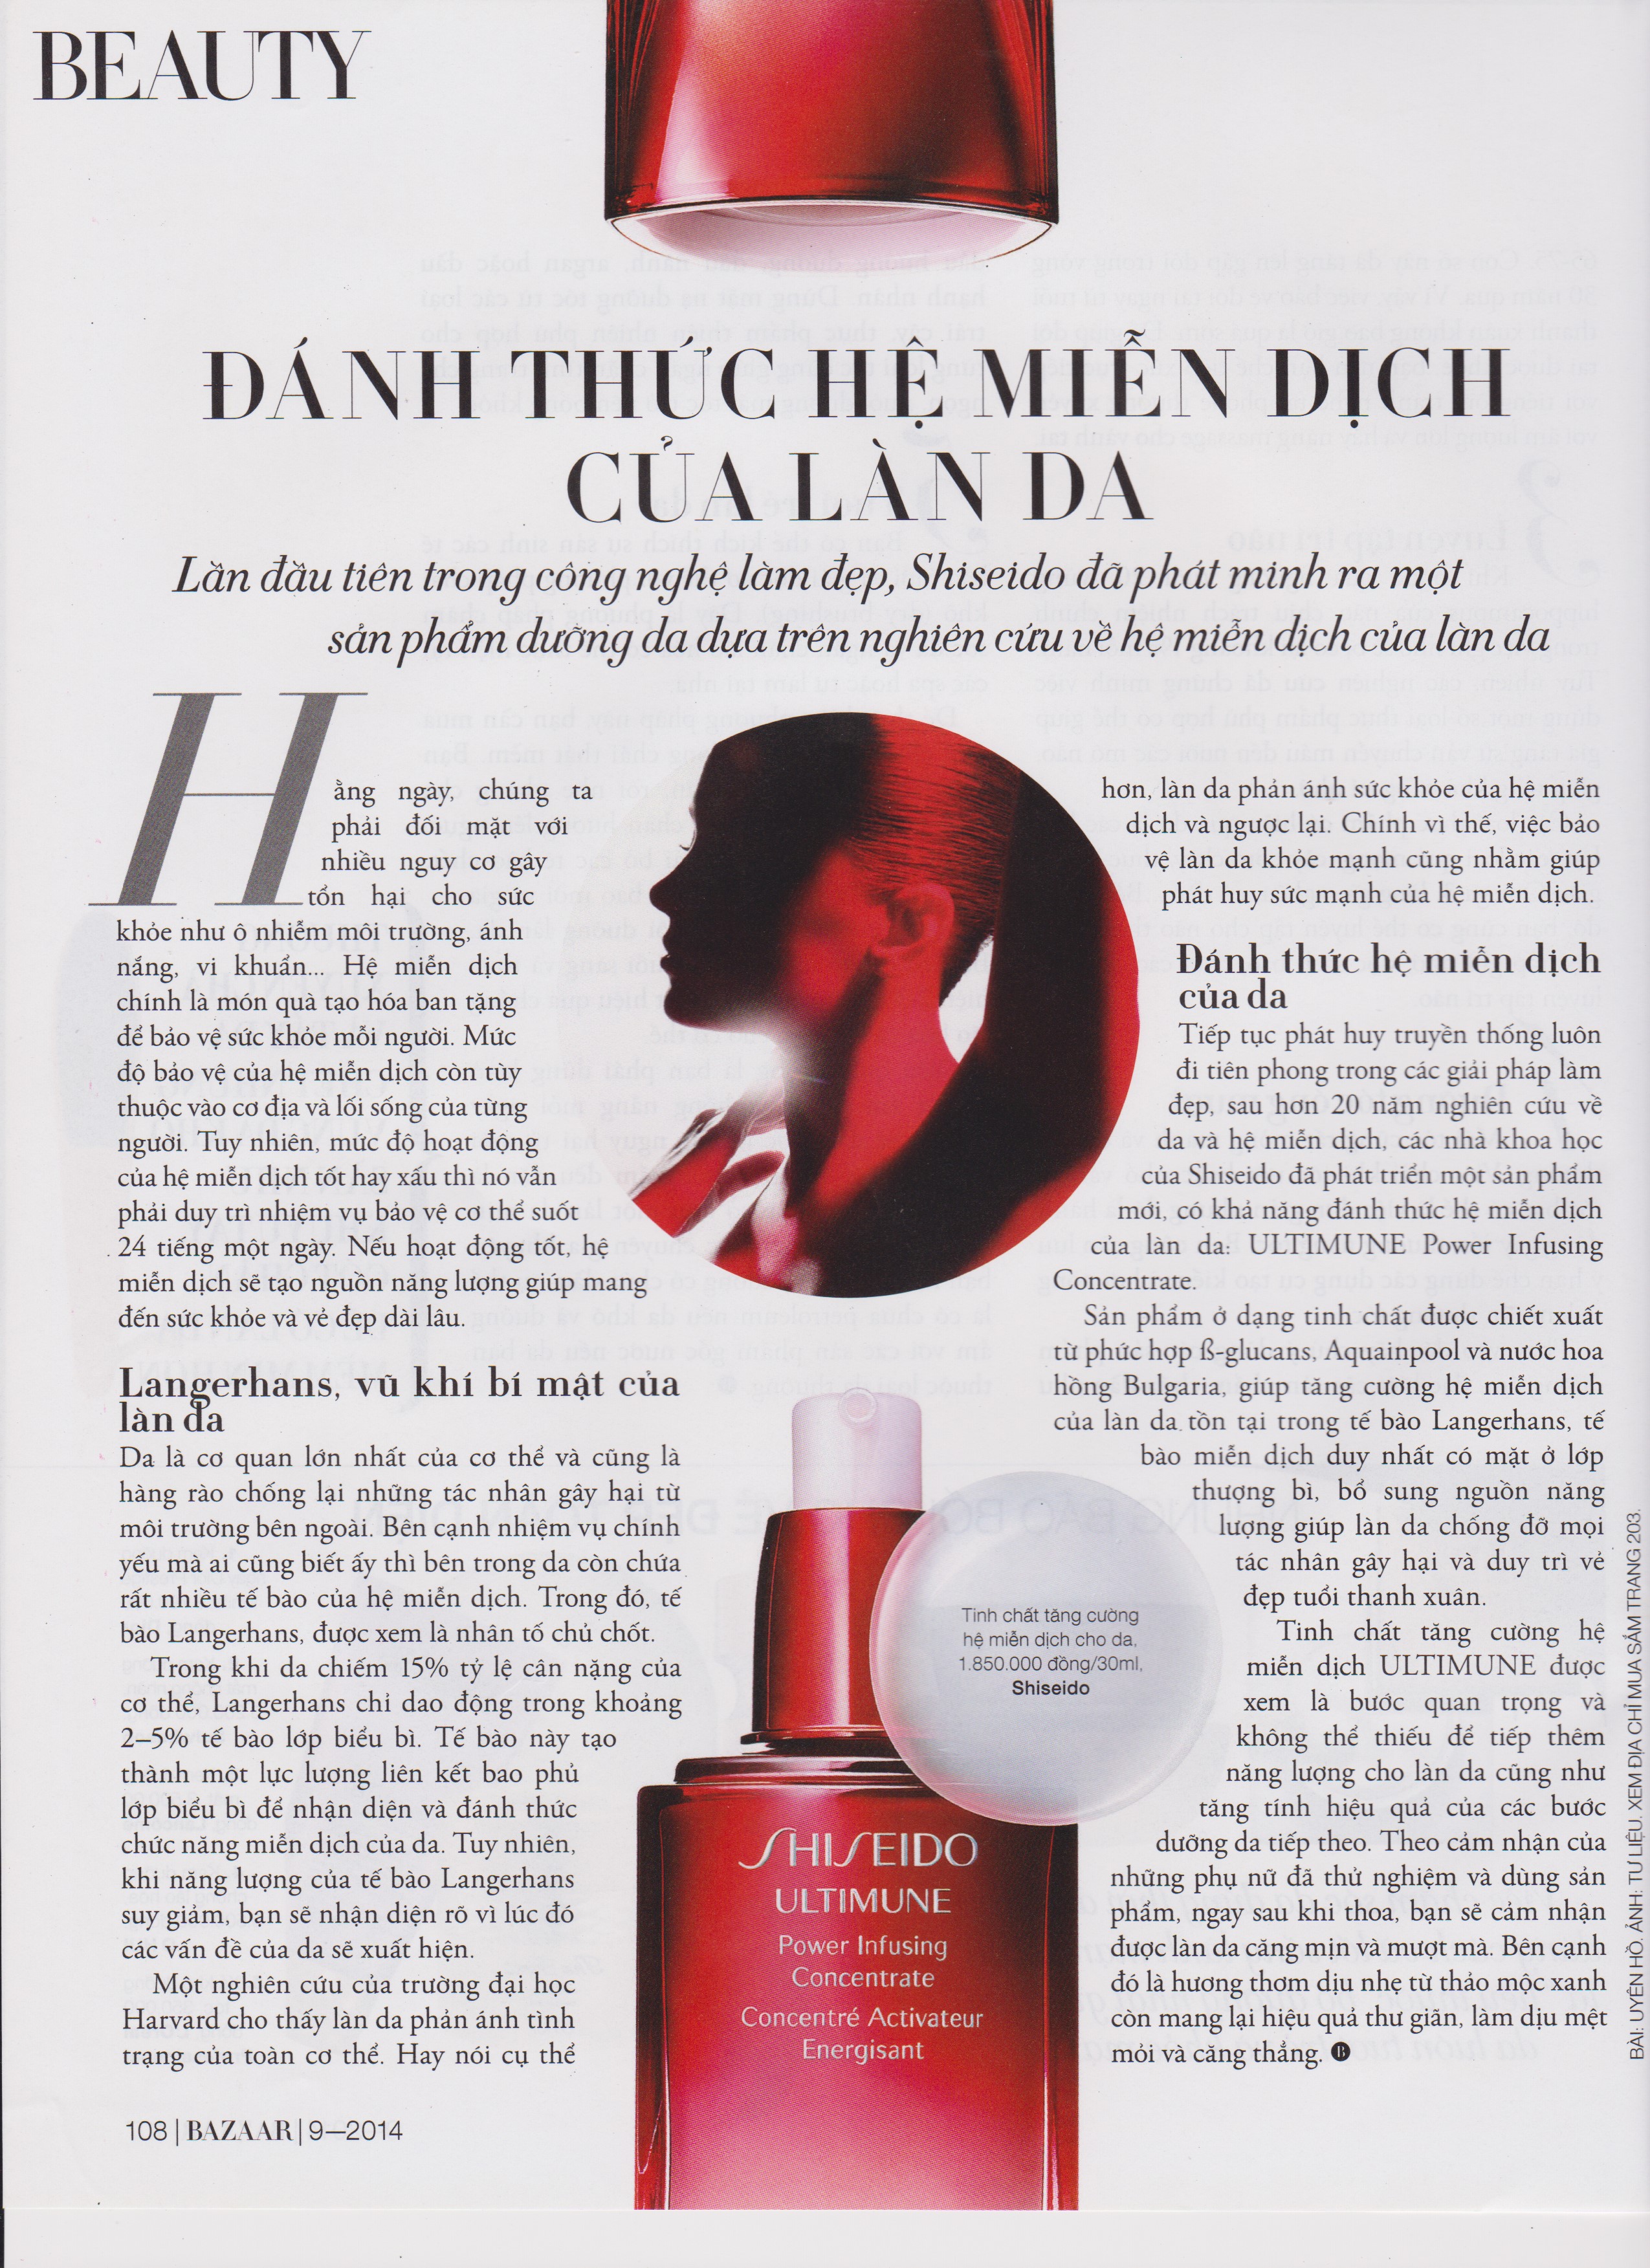 BEAUTY
ĐÁNH THỨC HỆ MIỄN DỊCH
CỦA LÀN DA
Lần đầu tiên trong công nghệ làm đẹp, Shiseido đã phát minh ra một
sản phẩm dưỡng da dựa trên nghiên cứu về hệ miễn dịch của làn da
Hằng ngày, chúng ta
phải đối mặt với
nhiều nguy cơ gây
tổn hại cho sức
khỏe như ô nhiễm môi trường, ánh
nắng, vi khuẩn... Hệ miễn dịch
chính là món quà tạo hóa ban tặng
để bảo vệ sức khỏe mỗi người. Mức
độ bảo vệ của hệ miễn dịch còn tùy
thuộc vào cơ địa và lối sống của từng
người. Tuy nhiên, mức độ hoạt động
của hệ miễn dịch tốt hay xấu thì nó vẫn
phải duy trì nhiệm vụ bảo vệ cơ thể suốt
24 tiếng một ngày. Nếu hoạt động tốt, hệ
miễn dịch sẽ tạo nguồn năng lượng giúp mang
đến sức khỏe và vẻ đẹp dài lâu.
Langerhans, vũ khí bí mật của
làn da
Da là cơ quan lớn nhất của cơ thể và cũng là
hàng rào chống lại những tác nhân gây hại từ
môi trường bên ngoài. Bên cạnh nhiệm vụ chính
yếu mà ai cũng biết ấy thì bên trong da còn chứa
rất nhiều tế bào của hệ miễn dịch. Trong đó, tế
bào Langerhans, được xem là nhân tố chủ chốt.
Trong khi da chiếm 15% tỷ lệ cân nặng của
cơ thể, Langerhans chỉ dao động trong khoảng
2–5% tế bào lớp biểu bì. Tế bào này tạo
thành một lực lượng liên kết bao phủ
lớp biểu bì để nhận diện và đánh thức
chức năng miễn dịch của da. Tuy nhiên,
khi năng lượng của tế bào Langerhans
suy giảm, bạn sẽ nhận diện rõ vì lúc đó
các vấn đề của da sẽ xuất hiện.
Một nghiên cứu của trường đại học
Harvard cho thấy làn da phản ánh tình
trạng của toàn cơ thể. Hay nói cụ thể
hơn, làn da phản ánh sức khỏe của hệ miễn
dịch và ngược lại. Chính vì thế, việc bảo
vệ làn da khỏe mạnh cũng nhằm giúp
phát huy sức mạnh của hệ miễn dịch.
Đánh thức hệ miễn dịch
của da
Tiếp tục phát huy truyền thống luôn
đi tiên phong trong các giải pháp làm
đẹp, sau hơn 20 năm nghiên cứu về
da và hệ miễn dịch, các nhà khoa học
của Shiseido đã phát triển một sản phẩm
mới, có khả năng đánh thức hệ miễn dịch
của làn da: ULTIMUNE Power Infusing
Concentrate.
Sản phẩm ở dạng tinh chất được chiết xuất
từ phức hợp ß-glucans, Aquainpool và nước hoa
hồng Bulgaria, giúp tăng cường hệ miễn dịch
của làn da tồn tại trong tế bào Langerhans, tế
bào miễn dịch duy nhất có mặt ở lớp
thượng bì, bổ sung nguồn năng
lượng giúp làn da chống đỡ mọi
tác nhân gây hại và duy trì vẻ
đẹp tuổi thanh xuân.
Tinh chất tăng cường hệ
miễn dịch ULTIMUNE được
xem là bước quan trọng và
không thể thiếu để tiếp thêm
năng lượng cho làn da cũng như
tăng tính hiệu quả của các bước
dưỡng da tiếp theo. Theo cảm nhận của
những phụ nữ đã thử nghiệm và dùng sản
phẩm, ngay sau khi thoa, bạn sẽ cảm nhận
được làn da căng mịn và mượt mà. Bên cạnh
đó là hương thơm dịu nhẹ từ thảo mộc xanh
còn mang lại hiệu quả thư giãn, làm dịu mệt
mỏi và căng thẳng. B
Tinh chất tăng cường
hệ miễn dịch cho da,
1.850.000 đồng/30ml,
Shiseido
SHISEIDO
ULTIMUNE
Power Infusing
Concentrate
Concentré Activateur
Energisant
BÀI: UYÊN HỒ. ẢNH: TƯ LIỆU. XEM ĐỊA CHỈ MUA SẮM TRANG 203.
108 | BAZAAR | 9—2014